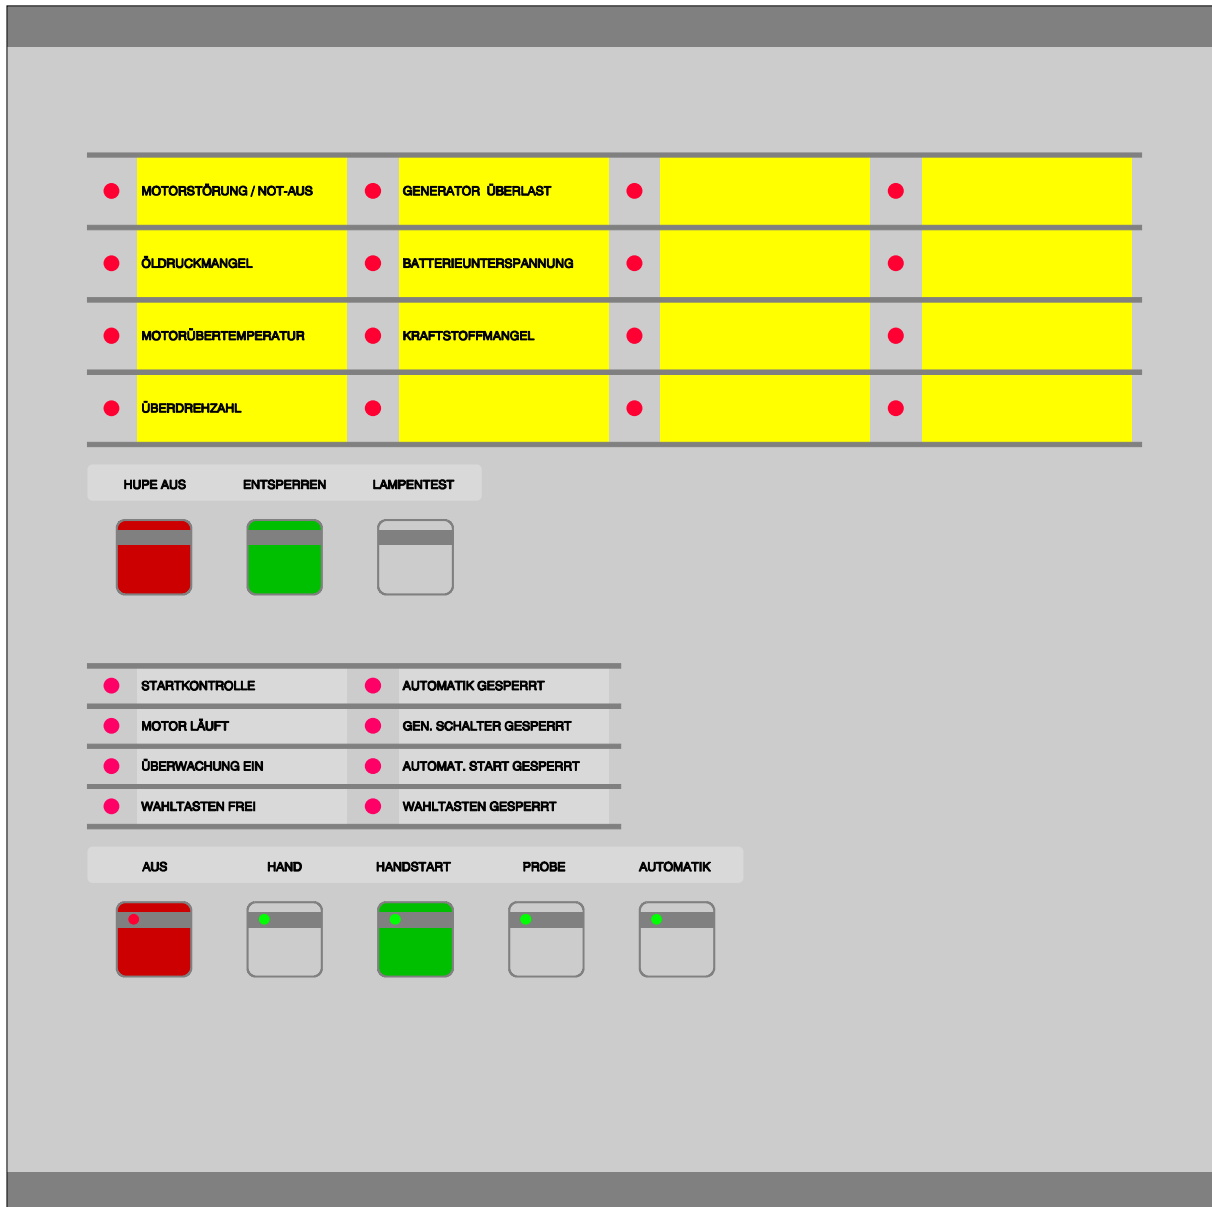 MOTORSTÖRUNG / NOT-AUS
GENERATOR ÜBERLAST
ÖLDRUCKMANGEL
BATTERIEUNTERSPANNUNG
MOTORÜBERTEMPERATUR
KRAFTSTOFFMANGEL
ÜBERDREHZAHL
HUPE AUS
ENTSPERREN
LAMPENTEST
STARTKONTROLLE
AUTOMATIK GESPERRT
MOTOR LÄUFT
GEN. SCHALTER GESPERRT
ÜBERWACHUNG EIN
AUTOMAT. START GESPERRT
WAHLTASTEN FREI
WAHLTASTEN GESPERRT
AUS
HAND
HANDSTART
PROBE
AUTOMATIK